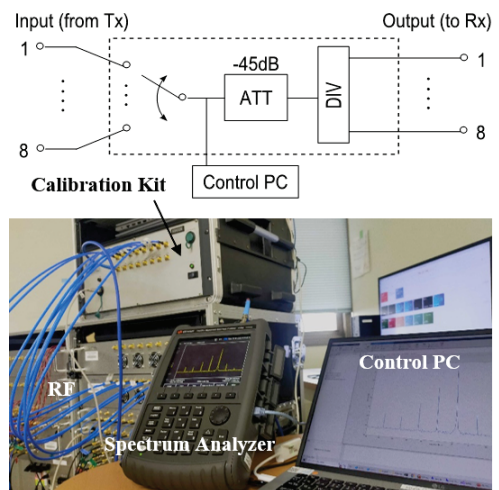 Input (from Tx)
Output (to Rx)
1
8
-45dB
ATT
DIV
1
8
Control PC
Calibration Kit
Control PC
RF
Spectrum Analyzer